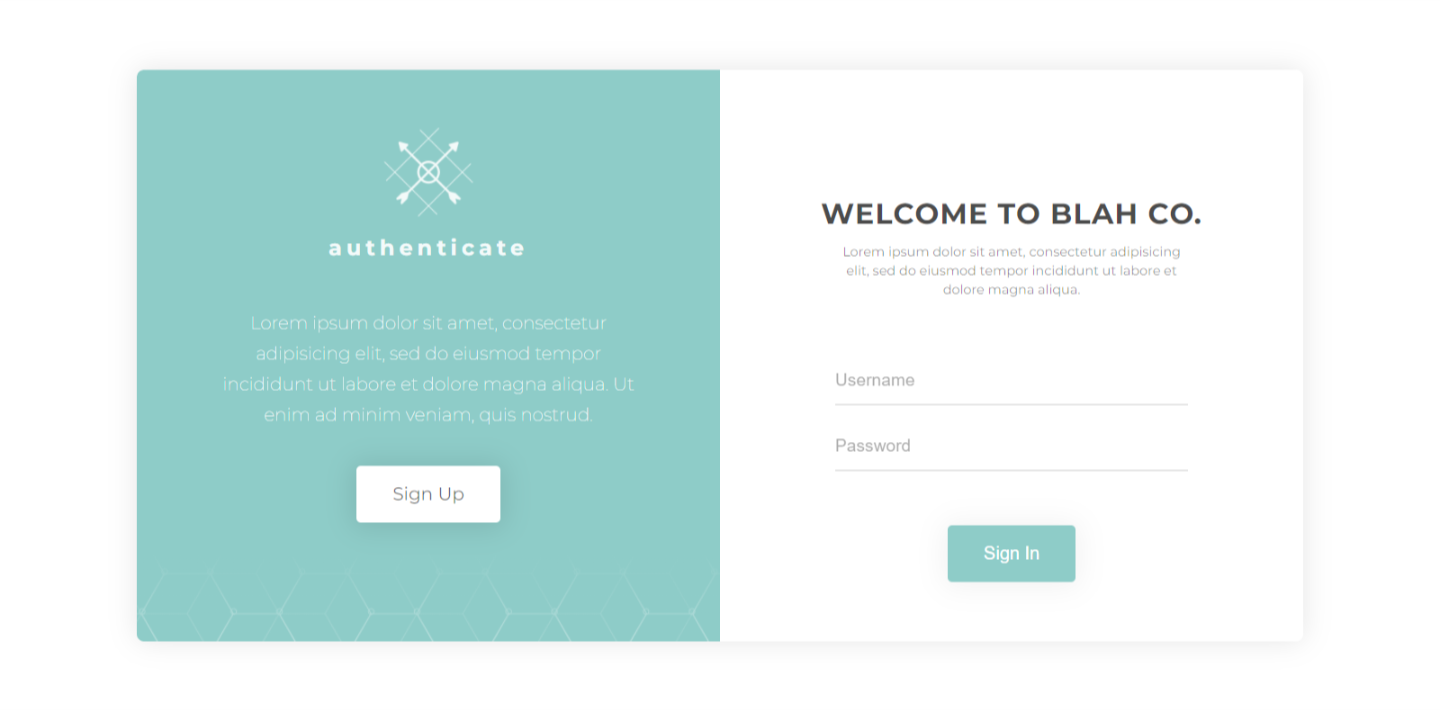 authenticate
Lorem ipsum dolor sit amet, consectetur
adipisicing elit, sed do eiusmod tempor
incididunt ut labore et dolore magna aliqua. Ut
enim ad minim veniam, quis nostrud.
Sign Up
WELCOME TO BLAH CO.
Lorem ipsum dolor sit amet, consectetur adipisicing
elit, sed do eiusmod tempor incididunt ut labore et
dolore magna aliqua.
Username
Password
Sign In